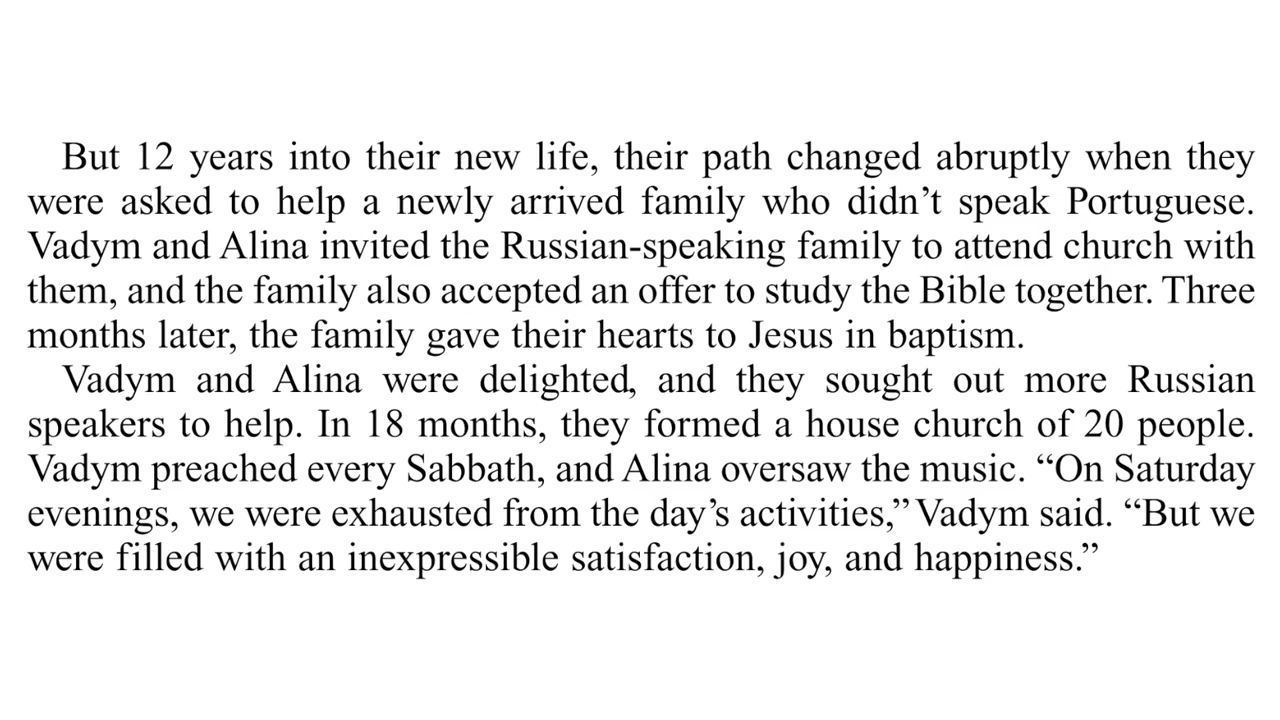 But 12 years into their new life, their path changed abruptly when they
were asked to help a newly arrived family who didn’t speak Portuguese.
Vadym and Alina invited the Russian-speaking family to attend church with
them, and the family also accepted an offer to study the Bible together. Three
months later, the family gave their hearts to Jesus in baptism.
Vadym and Alina were delighted, and they sought out more Russian
speakers to help. In 18 months, they formed a house church of 20 people.
Vadym preached every Sabbath, and Alina oversaw the music. “On Saturday
evenings, we were exhausted from the day’s activities,” Vadym said. “But we
were filled with an inexpressible satisfaction, joy, and happiness.”